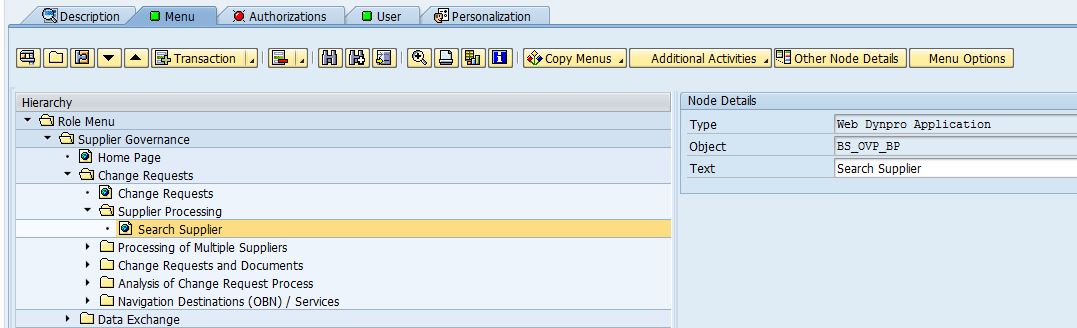 Description Menu Authorizations User Personalization
Transaction Copy Menus Additional Activities Other Node Details Menu Options
Hierarchy
Role Menu
Supplier Governance
Home Page
Change Requests
Change Requests
Supplier Processing
Search Supplier
Processing of Multiple Suppliers
Change Requests and Documents
Analysis of Change Request Process
Navigation Destinations (OBN) / Services
Data Exchange
Node Details
Type Web Dynpro Application
Object BS_OVP_BP
Text Search Supplier